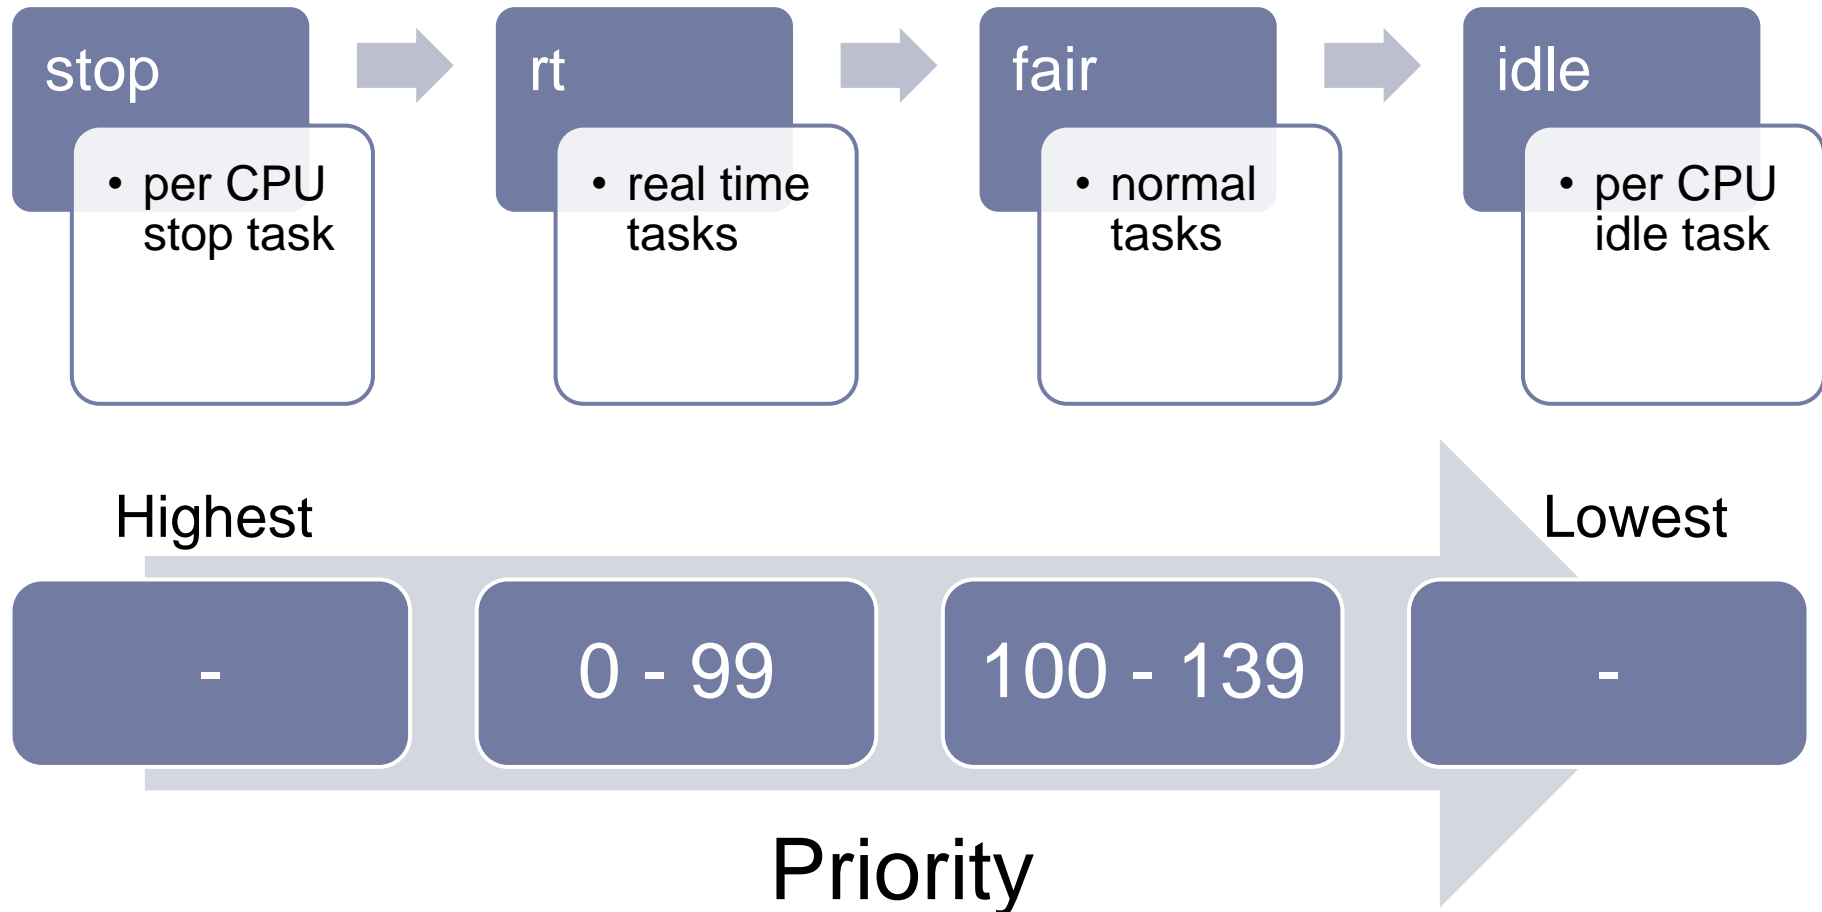 stop
• per CPU
stop task
rt
• real time
tasks
fair
• normal
tasks
idle
• per CPU
idle task
Highest
Lowest
-
0 - 99
100 - 139
-
Priority